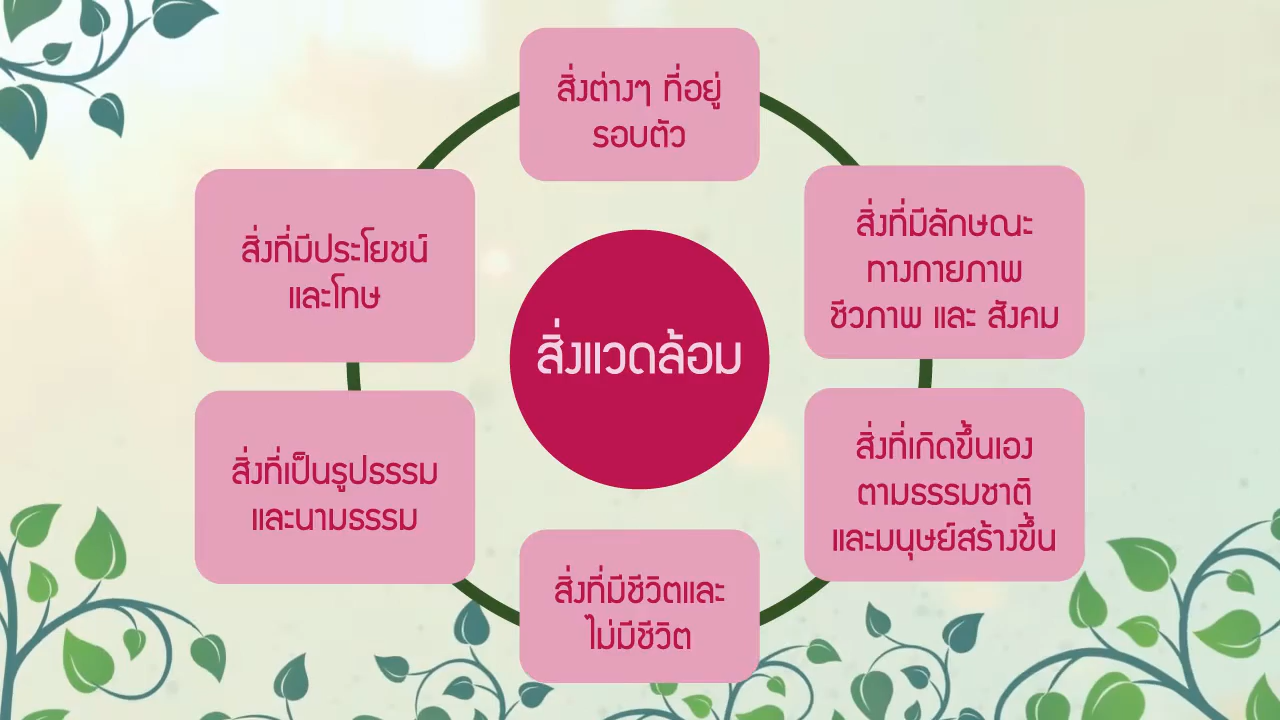 สิ่งต่างๆ ที่อยู่
รอบตัว
สิ่งที่มีลักษณะ
ทางกายภาพ
ชีวภาพ และ สังคม
สิ่งที่เกิดขึ้นเอง
ตามธรรมชาติ
และมนุษย์สร้างขึ้น
สิ่งที่มีชีวิตและ
ไม่มีชีวิต
สิ่งที่เป็นรูปธรรม
และนามธรรม
สิ่งที่มีประโยชน์
และโทษ
สิ่งแวดล้อม